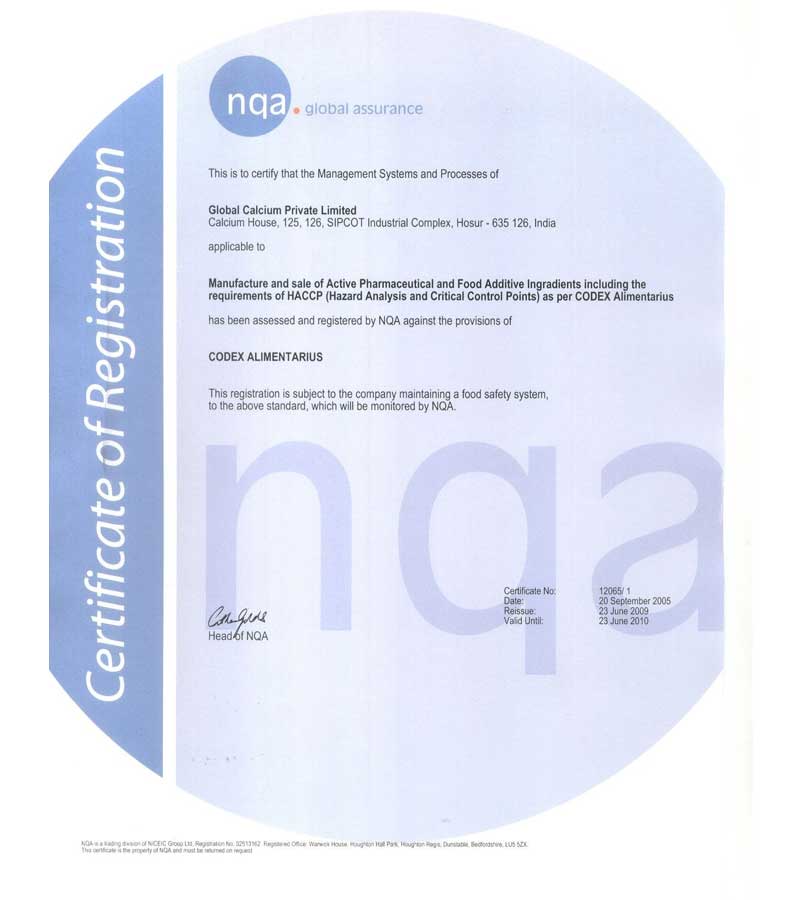 nqa. global assurance
Certificate of Registration
This is to certify that the Management Systems and Processes of
Global Calcium Private Limited
Calcium House, 125, 126, SIPCOT Industrial Complex, Hosur - 635 126, India
applicable to
Manufacture and sale of Active Pharmaceutical and Food Additive Ingredients including the
requirements of HACCP (Hazard Analysis and Critical Control Points) as per CODEX Alimentarius
has been assessed and registered by NQA against the provisions of
CODEX ALIMENTARIUS
This registration is subject to the company maintaining a food safety system,
to the above standard, which will be monitored by NQA.
nqa
Certificate No: 12065/ 1
Date: 20 September 2005
Reissue: 23 June 2009
Valid Until: 23 June 2010
Head of NQA
NQA is a trading division of NICEIC Group Ltd, Registration No. 02513162. Registered Office: Warwick House, Houghton Hall Park, Houghton Regis, Dunstable, Bedfordshire, LU5 5ZX.
This certificate is the property of NQA and must be returned on request